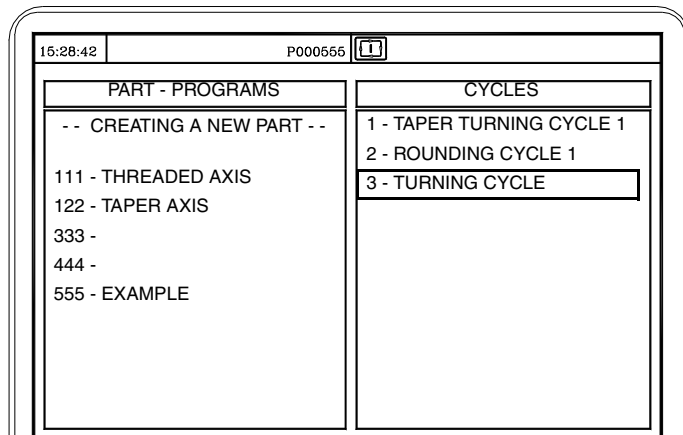 15:28:42
P000555
PART - PROGRAMS
- - CREATING A NEW PART - -
111 - THREADED AXIS
122 - TAPER AXIS
333 -
444 -
555 - EXAMPLE
CYCLES
1 - TAPER TURNING CYCLE 1
2 - ROUNDING CYCLE 1
3 - TURNING CYCLE